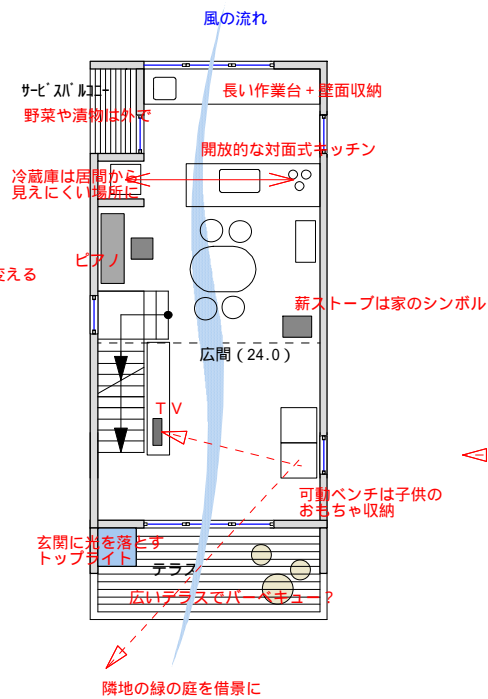 風の流れ
サービスバルコニー
長い作業台 + 壁面収納
野菜や漬物は外で
開放的な対面式キッチン
冷蔵庫は居間から
見えにくい場所に
ピアノ
変える
薪ストーブは家のシンボル
広間 ( 24.0 )
ＴＶ
可動ベンチは子供の
おもちゃ収納
玄関に光を落とす
トップライト
テラス
広いテラスでバーベキュー？
隣地の緑の庭を借景に